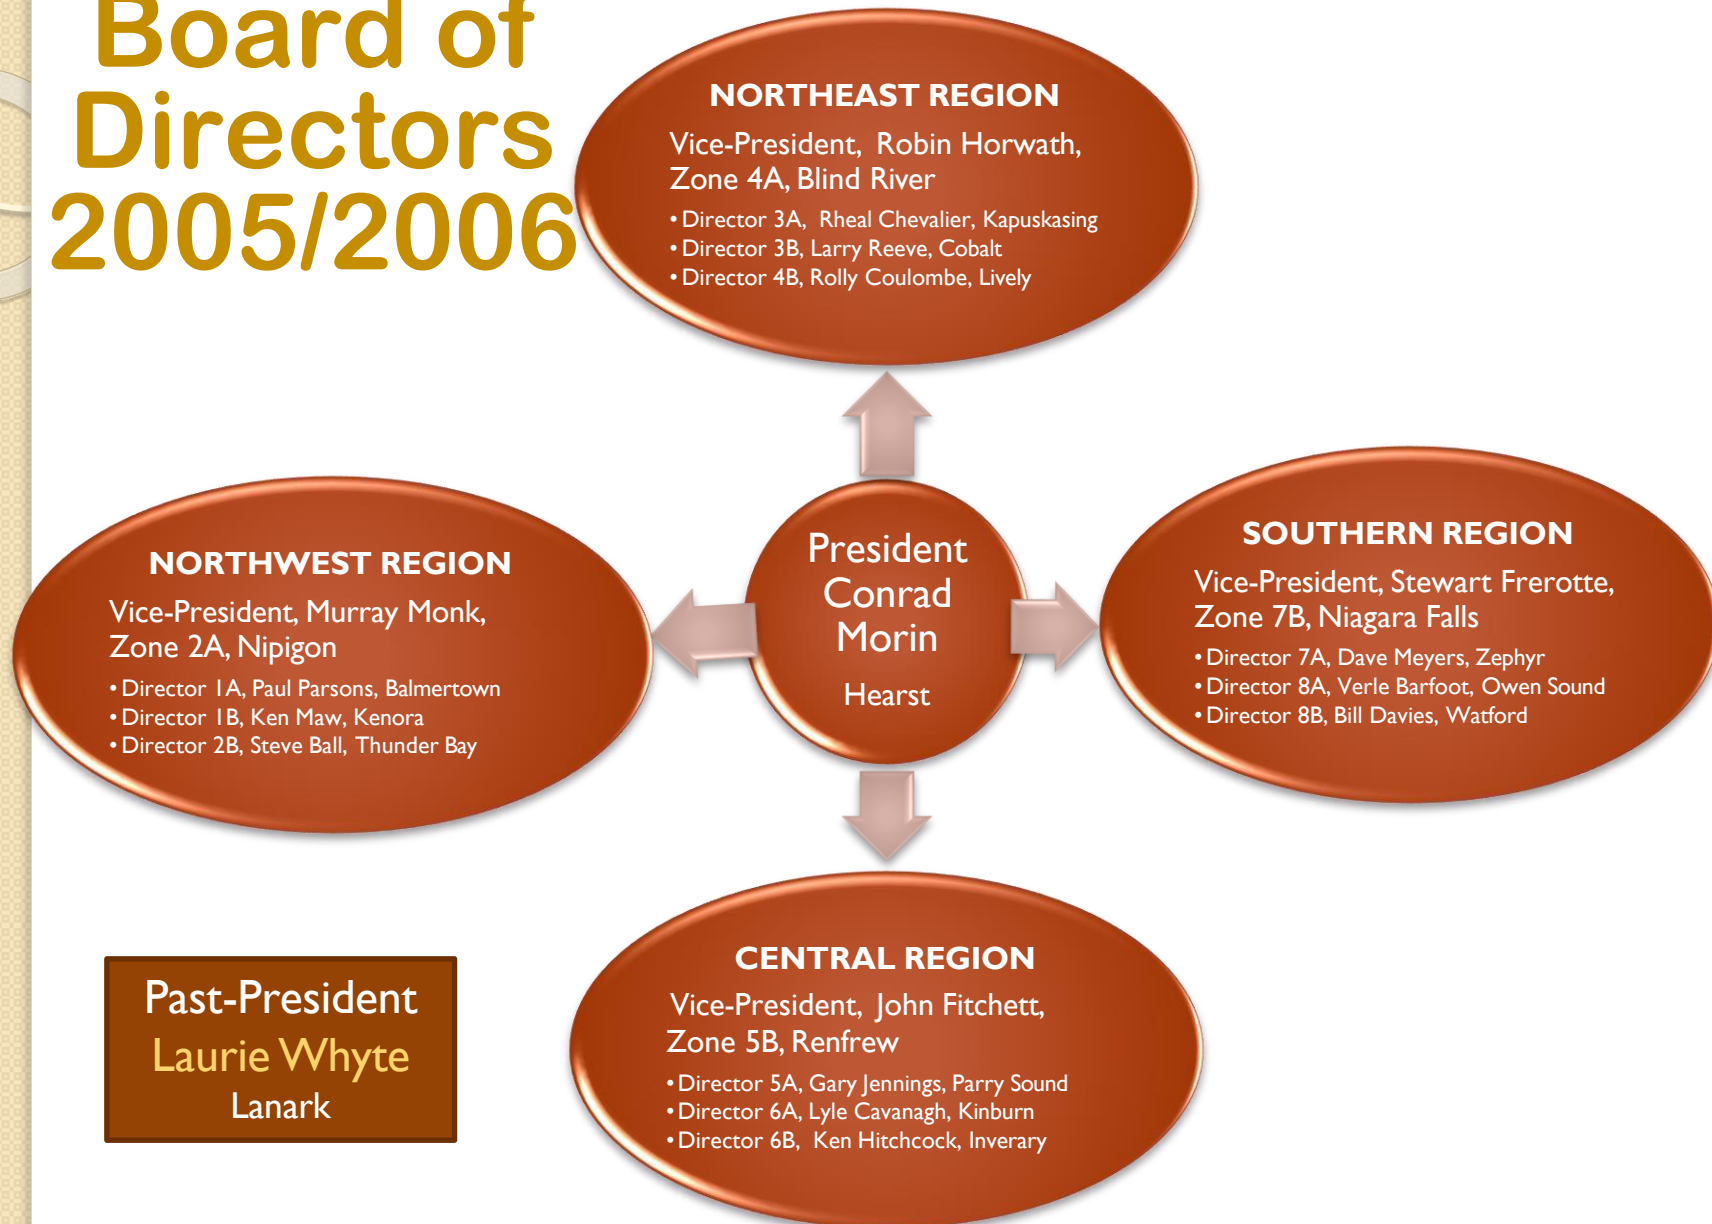 Board of
Directors
2005/2006
NORTHEAST REGION
Vice-President, Robin Horwath,
Zone 4A, Blind River
• Director 3A, Rheal Chevalier, Kapuskasing
• Director 3B, Larry Reeve, Cobalt
• Director 4B, Rolly Coulombe, Lively
NORTHWEST REGION
Vice-President, Murray Monk,
Zone 2A, Nipigon
• Director 1A, Paul Parsons, Balmertown
• Director 1B, Ken Maw, Kenora
• Director 2B, Steve Ball, Thunder Bay
President
Conrad
Morin
Hearst
SOUTHERN REGION
Vice-President, Stewart Frerotte,
Zone 7B, Niagara Falls
• Director 7A, Dave Meyers, Zephyr
• Director 8A, Verle Barfoot, Owen Sound
• Director 8B, Bill Davies, Watford
CENTRAL REGION
Vice-President, John Fitchett,
Zone 5B, Renfrew
• Director 5A, Gary Jennings, Parry Sound
• Director 6A, Lyle Cavanagh, Kinburn
• Director 6B, Ken Hitchcock, Inverary
Past-President
Laurie Whyte
Lanark